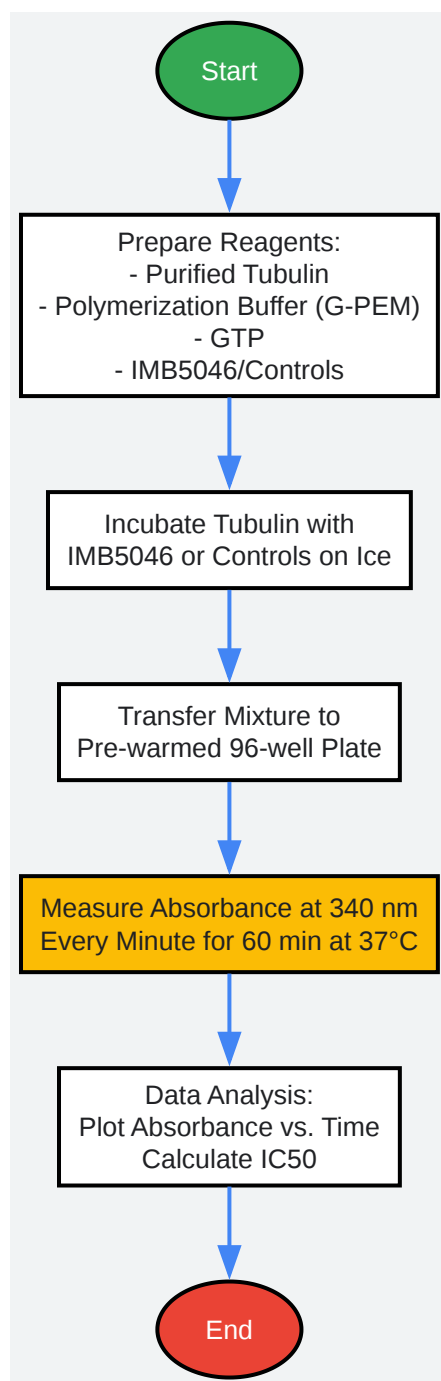 Start
Prepare Reagents:
- Purified Tubulin
- Polymerization Buffer (G-PEM)
- GTP
- IMB5046/Controls
Incubate Tubulin with
IMB5046 or Controls on Ice
Transfer Mixture to
Pre-warmed 96-well Plate
Measure Absorbance at 340 nm
Every Minute for 60 min at 37°C
Data Analysis:
Plot Absorbance vs. Time
Calculate IC50
End